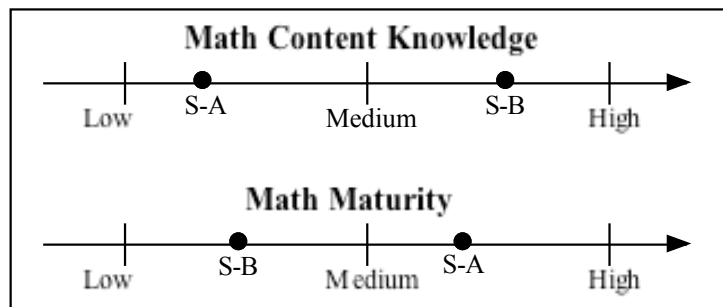 Math Content Knowledge
S-A S-B
Low Medium High
Math Maturity
S-B S-A
Low Medium High